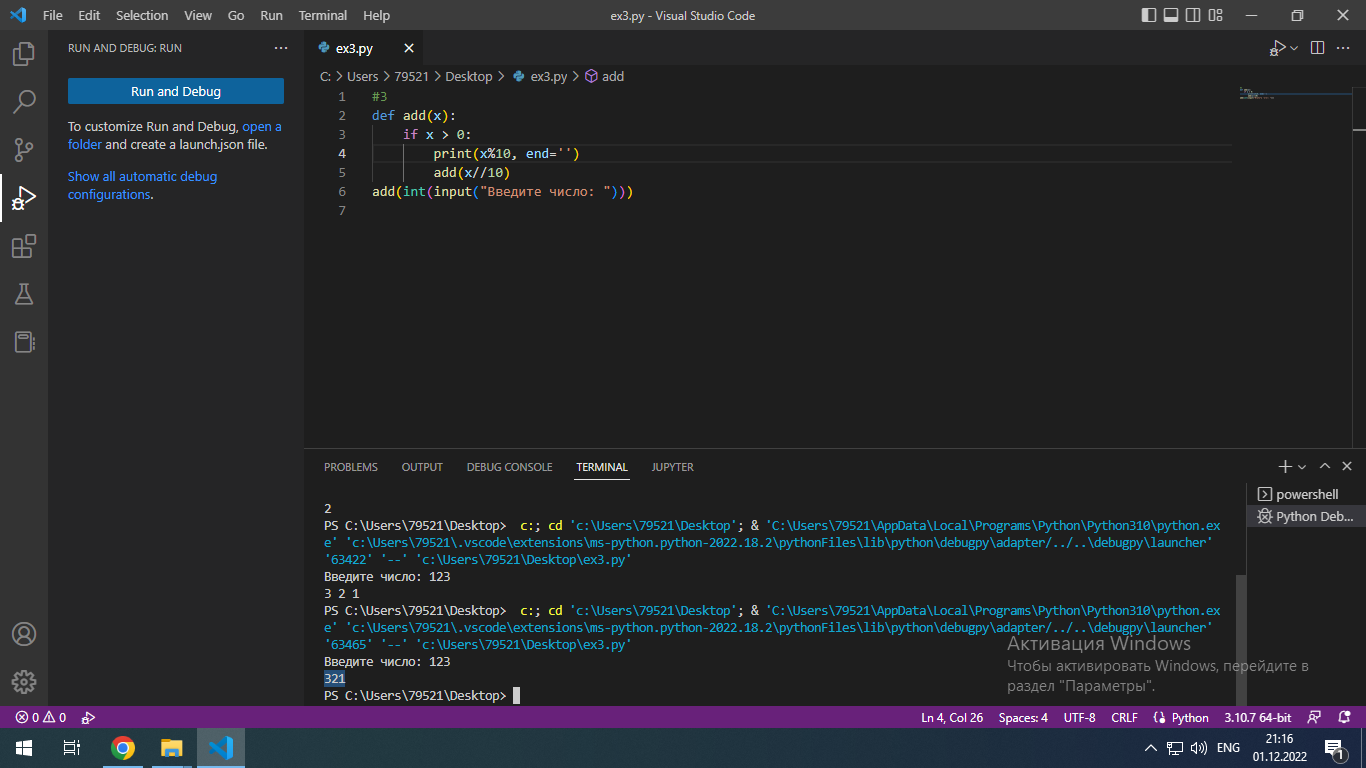 File Edit Selection View Go Run Terminal Help ex3.py - Visual Studio Code
RUN AND DEBUG: RUN
Run and Debug
To customize Run and Debug, open a
folder and create a launch.json file.
Show all automatic debug
configurations.
ex3.py
C: > Users > 79521 > Desktop > ex3.py > add
1 #3
2 def add(x):
3     if x > 0:
4         print(x%10, end='')
5         add(x//10)
6 add(int(input("Введите число: ")))
7
PROBLEMS OUTPUT DEBUG CONSOLE TERMINAL JUPYTER
powershell
Python Deb...
2
PS C:\Users\79521\Desktop>  c:; cd 'c:\Users\79521\Desktop'; & 'C:\Users\79521\AppData\Local\Programs\Python\Python310\python.ex
e' 'c:\Users\79521\.vscode\extensions\ms-python.python-2022.18.2\pythonFiles\lib\python\debugpy\adapter/../..\debugpy\launcher'
'63422' '--' 'c:\Users\79521\Desktop\ex3.py'
Введите число: 123
3 2 1
PS C:\Users\79521\Desktop>  c:; cd 'c:\Users\79521\Desktop'; & 'C:\Users\79521\AppData\Local\Programs\Python\Python310\python.ex
e' 'c:\Users\79521\.vscode\extensions\ms-python.python-2022.18.2\pythonFiles\lib\python\debugpy\adapter/../..\debugpy\launcher'
'63465' '--' 'c:\Users\79521\Desktop\ex3.py'
Введите число: 123
321
PS C:\Users\79521\Desktop>
Активация Windows
Чтобы активировать Windows, перейдите в
раздел "Параметры".
0 0 Ln 4, Col 26 Spaces: 4 UTF-8 CRLF Python 3.10.7 64-bit
ENG
21:16
01.12.2022
1